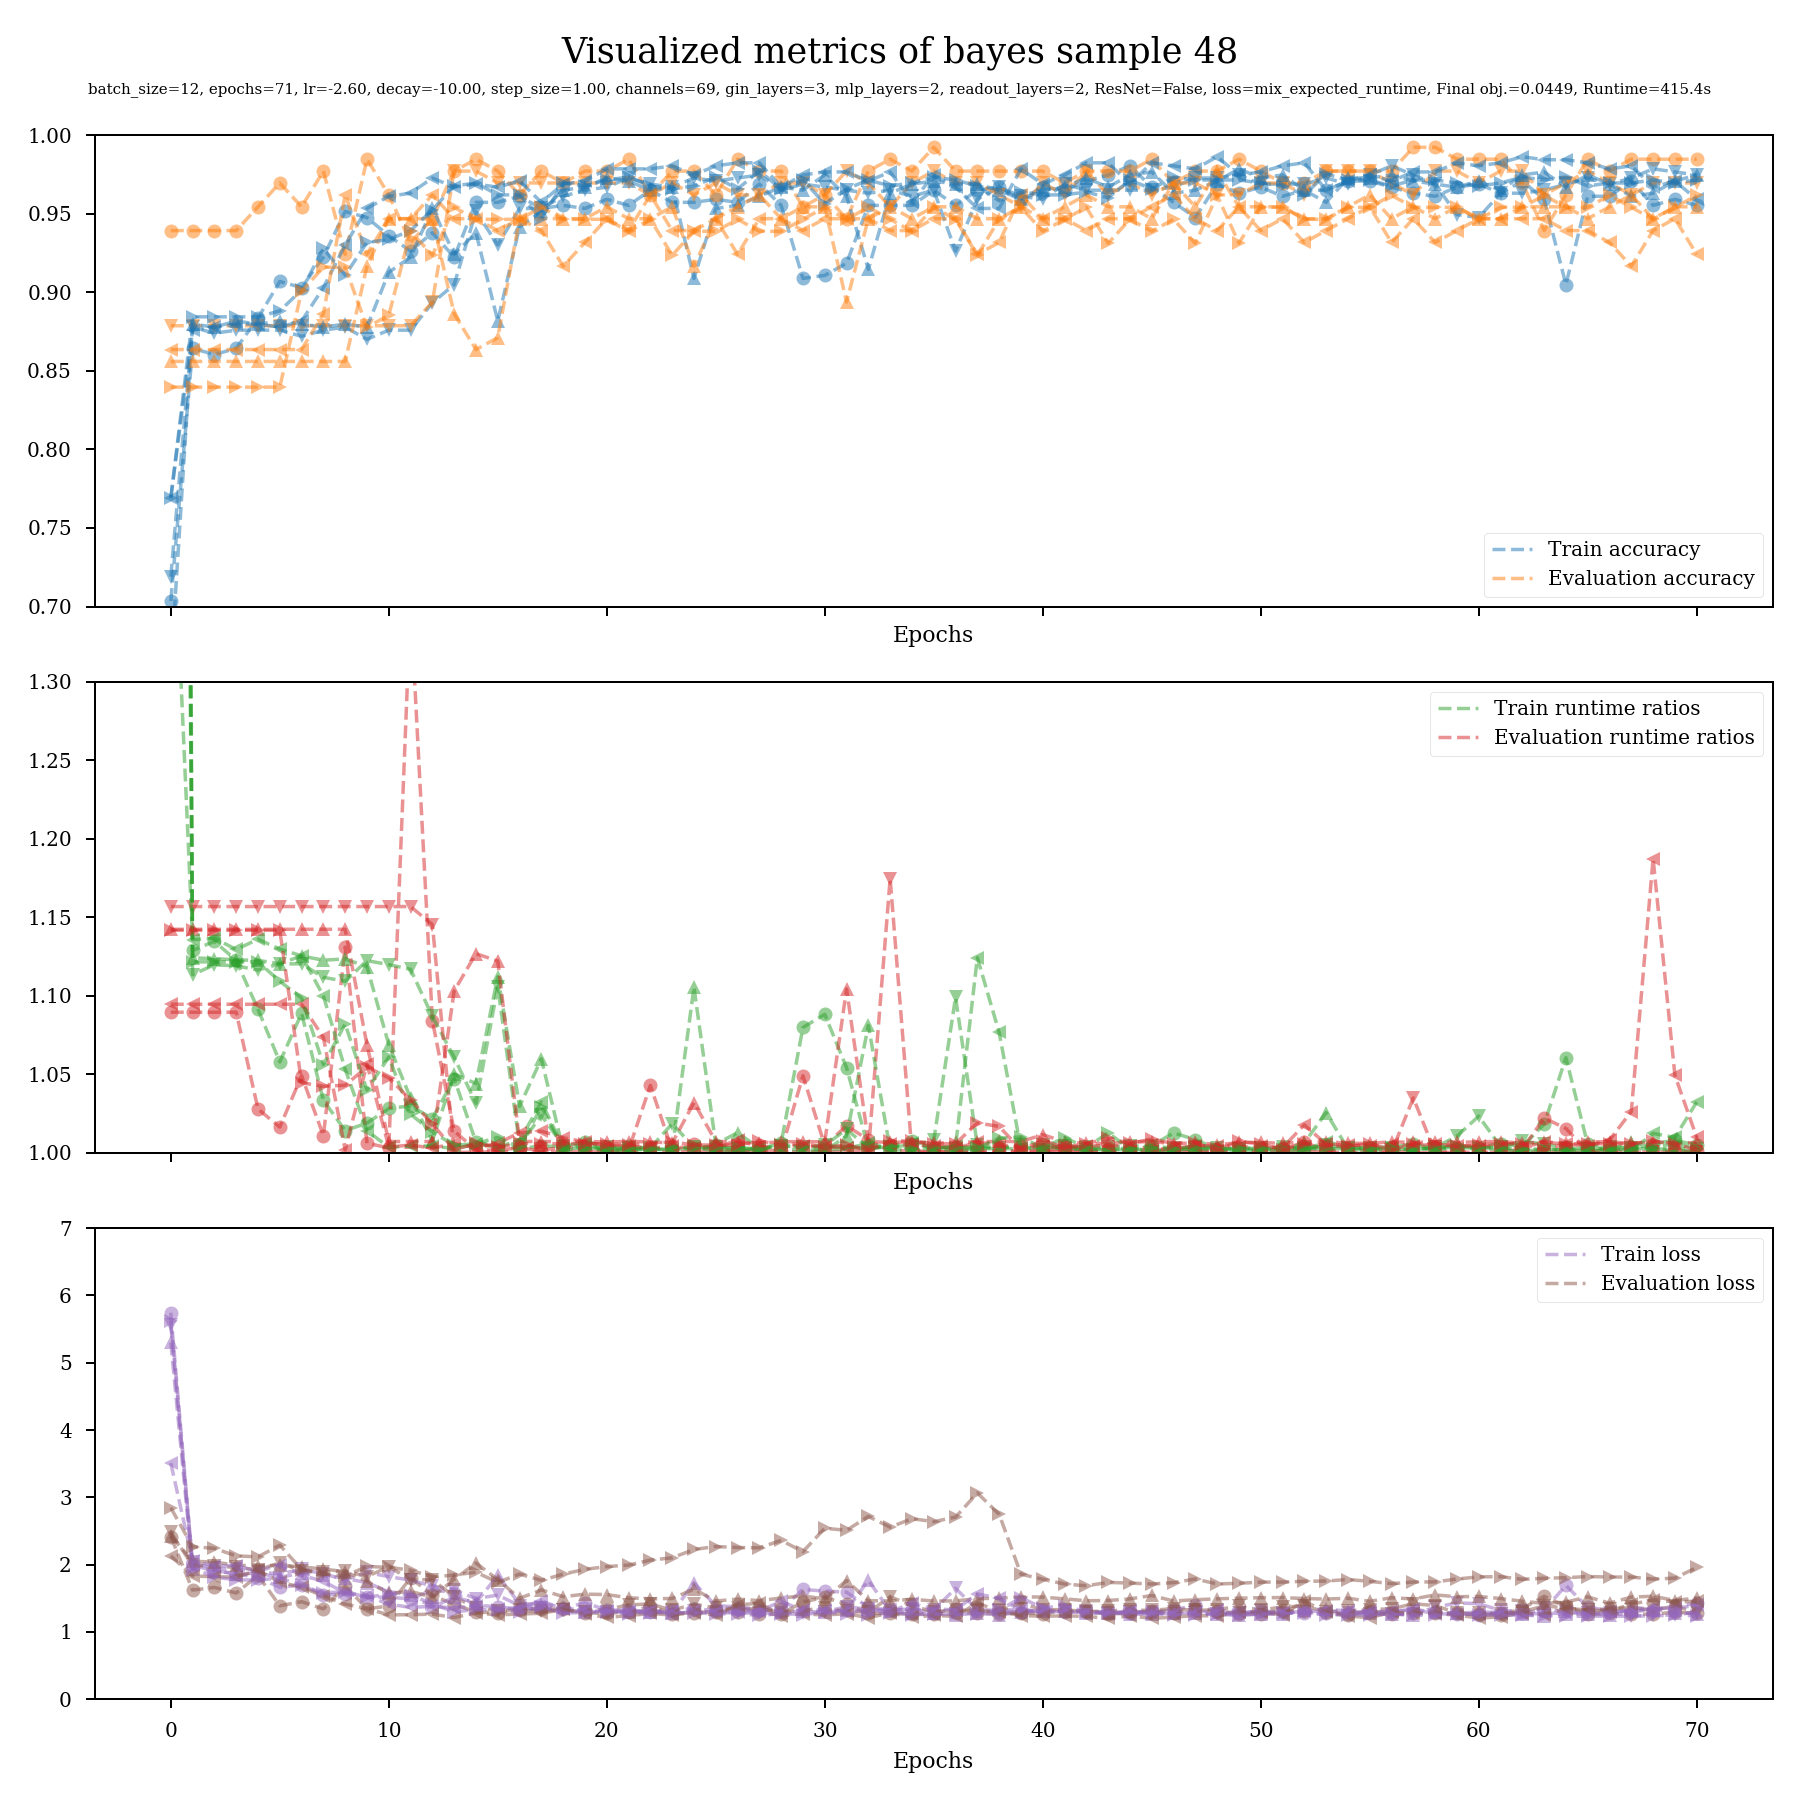 Visualized metrics of bayes sample 48
batch_size=12, epochs=71, lr=-2.60, decay=-10.00, step_size=1.00, channels=69, gin_layers=3, mlp_layers=2, readout_layers=2, ResNet=False, loss=mix_expected_runtime, Final obj.=0.0449, Runtime=415.4s
1.00
0.95
0.90
0.85
0.80
0.75
0.70
Train accuracy
Evaluation accuracy
Epochs
1.30
1.25
1.20
1.15
1.10
1.05
1.00
Train runtime ratios
Evaluation runtime ratios
Epochs
7
6
5
4
3
2
1
0
Train loss
Evaluation loss
0 10 20 30 40 50 60 70
Epochs